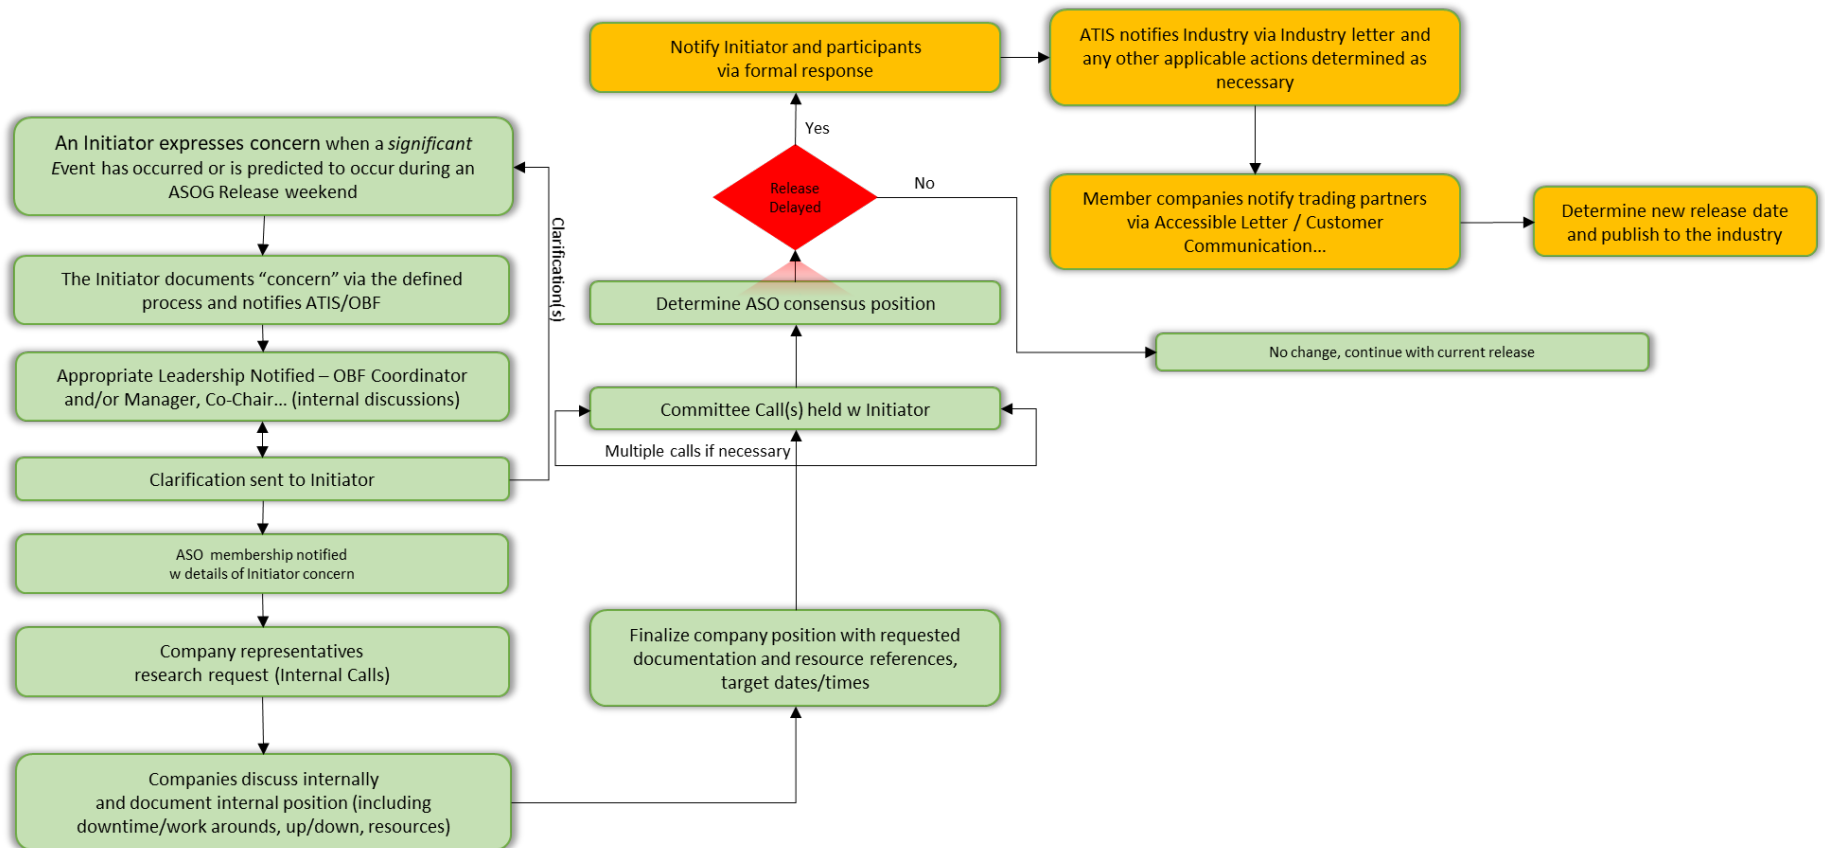 An Initiator expresses concern when a significant
Event has occurred or is predicted to occur during an
ASOG Release weekend
The Initiator documents “concern” via the defined
process and notifies ATIS/OBF
Appropriate Leadership Notified – OBF Coordinator
and/or Manager, Co-Chair... (internal discussions)
Clarification sent to Initiator
Clarification(s)
ASO  membership notified
w details of Initiator concern
Company representatives
research request (Internal Calls)
Companies discuss internally
and document internal position (including
downtime/work arounds, up/down, resources)
Finalize company position with requested
documentation and resource references,
target dates/times
Committee Call(s) held w Initiator
Multiple calls if necessary
Determine ASO consensus position
Release
Delayed
Yes
No
Notify Initiator and participants
via formal response
ATIS notifies Industry via Industry letter and
any other applicable actions determined as
necessary
Member companies notify trading partners
via Accessible Letter / Customer
Communication...
Determine new release date
and publish to the industry
No change, continue with current release